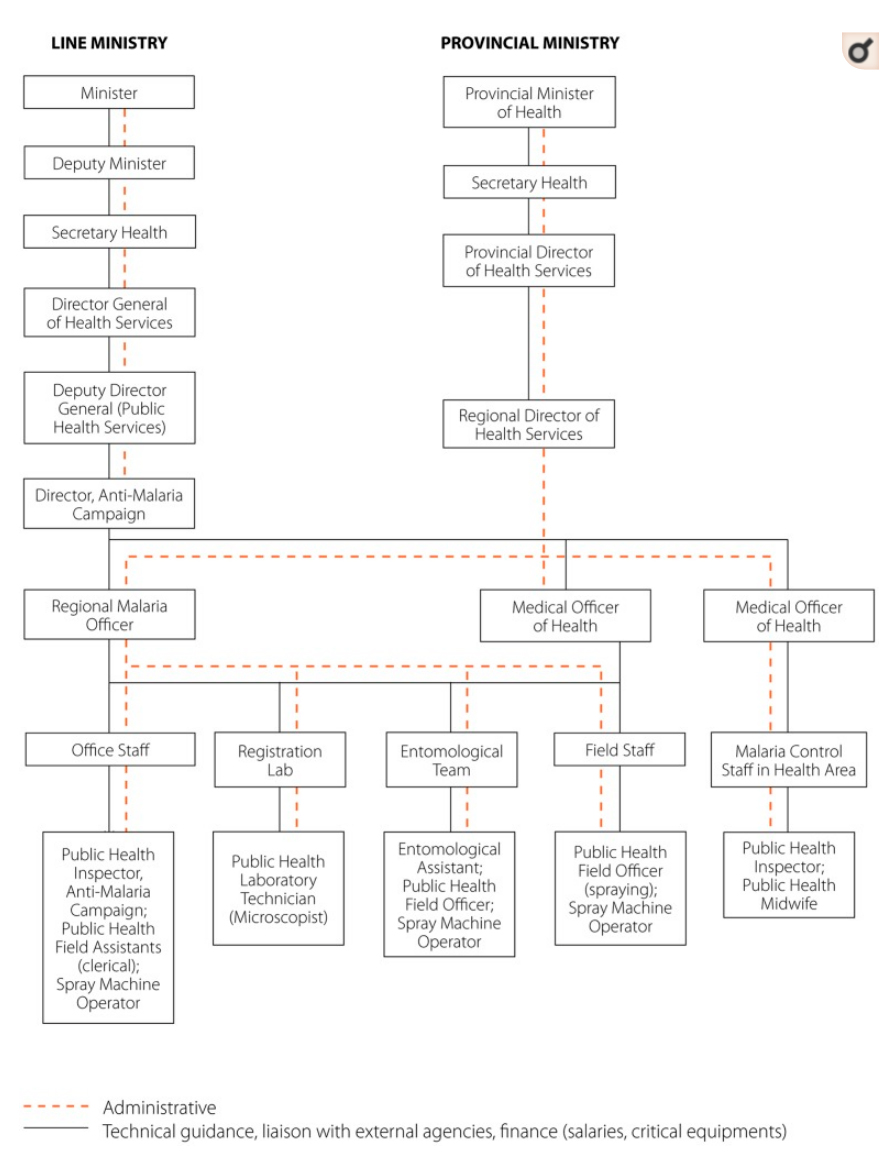 LINE MINISTRY
PROVINCIAL MINISTRY
Minister
Provincial Minister
of Health
Deputy Minister
Secretary Health
Secretary Health
Provincial Director
of Health Services
Director General
of Health Services
Deputy Director
General (Public
Health Services)
Regional Director of
Health Services
Director, Anti-Malaria
Campaign
Regional Malaria
Officer
Medical Officer
of Health
Medical Officer
of Health
Office Staff
Registration
Lab
Entomological
Team
Field Staff
Malaria Control
Staff in Health Area
Public Health
Inspector,
Anti-Malaria
Campaign;
Public Health
Field Assistants
(clerical);
Spray Machine
Operator
Public Health
Laboratory
Technician
(Microscopist)
Entomological
Assistant;
Public Health
Field Officer;
Spray Machine
Operator
Public Health
Field Officer
(spraying);
Spray Machine
Operator
Public Health
Inspector;
Public Health
Midwife
Administrative
Technical guidance, liaison with external agencies, finance (salaries, critical equipments)